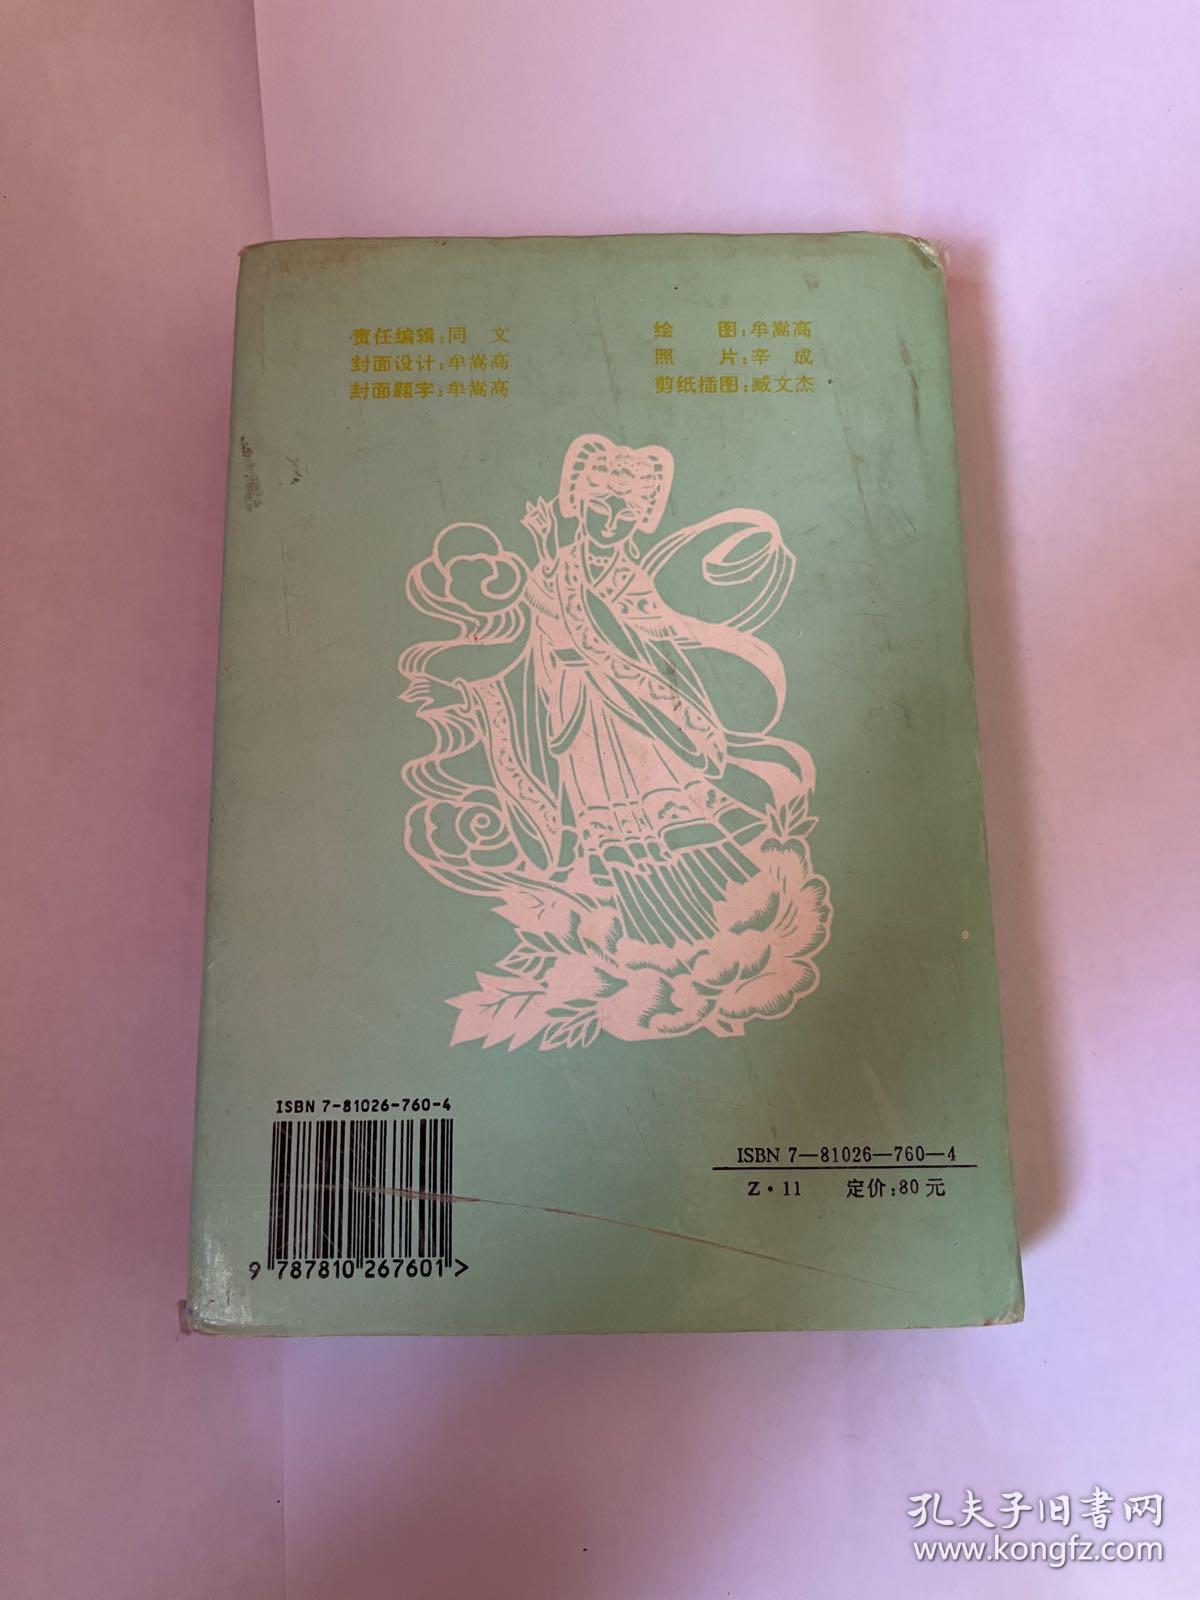 责任编辑:同 文
封面设计:牟嵩高
封面题字:牟嵩高
绘 图:牟嵩高
照 片:辛 成
剪纸插图:臧文杰
ISBN 7-81026-760-4
9 787810 267601 >
ISBN 7—81026—760—4
Z·11 定价:80元
孔夫子旧书网
www.kongfz.com